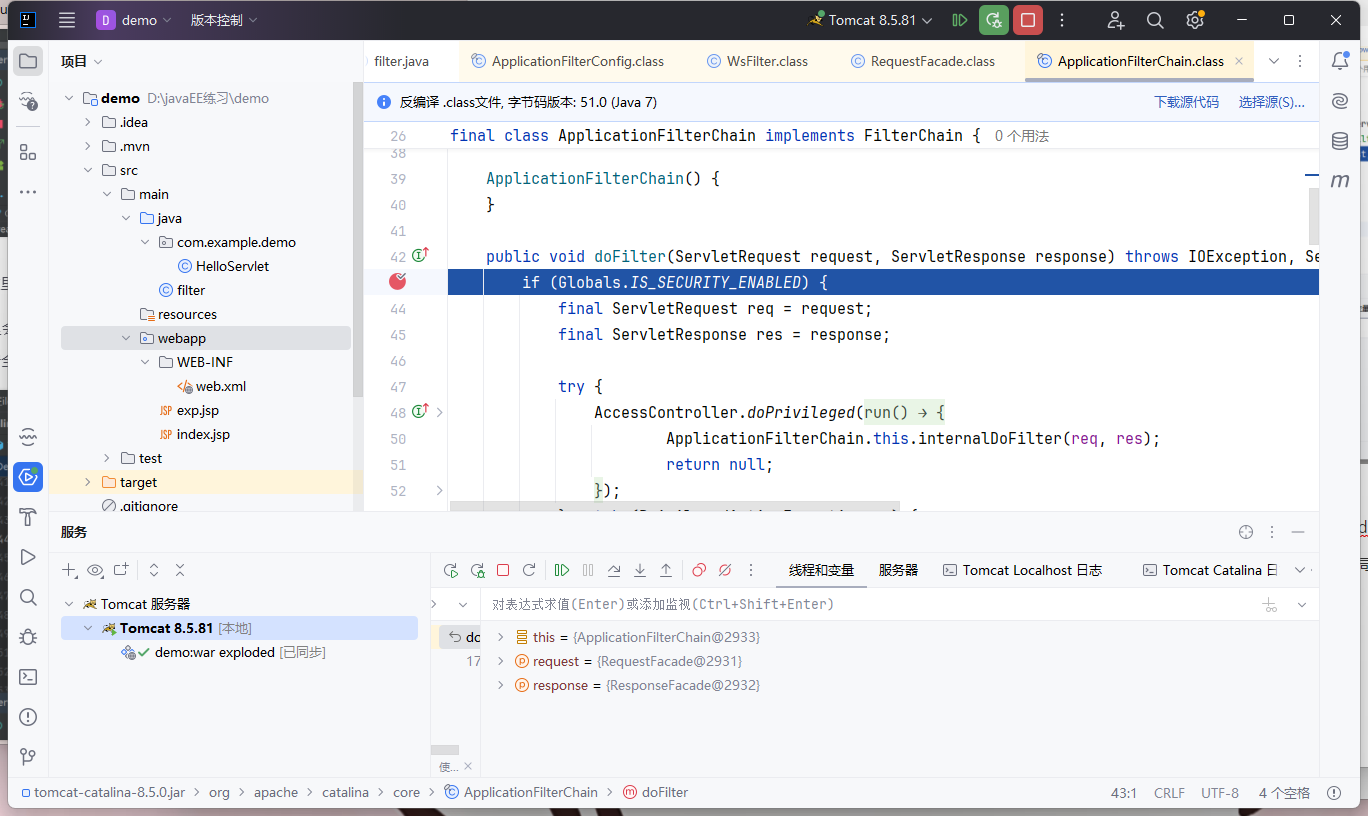 D demo 版本控制 Tomcat 8.5.81
项目
filter.java ApplicationFilterConfig.class WsFilter.class RequestFacade.class ApplicationFilterChain.class
demo D:\javaEE练习\demo
.idea
.mvn
src
main
java
com.example.demo
HelloServlet
filter
resources
webapp
WEB-INF
web.xml
JSP exp.jsp
JSP index.jsp
test
target
.gitignore
反编译 .class文件, 字节码版本: 51.0 (Java 7) 下载源代码 选择源(S)...
26 final class ApplicationFilterChain implements FilterChain { 0 个用法
38
39 ApplicationFilterChain() {
40 }
41
42 public void doFilter(ServletRequest request, ServletResponse response) throws IOException, Se
if (Globals.IS_SECURITY_ENABLED) {
44 final ServletRequest req = request;
45 final ServletResponse res = response;
46
47 try {
48 AccessController.doPrivileged(run() → {
50 ApplicationFilterChain.this.internalDoFilter(req, res);
51 return null;
52 });
服务
线程和变量 服务器 Tomcat Localhost 日志 Tomcat Catalina 日
Tomcat 服务器
Tomcat 8.5.81 [本地]
demo:war exploded [已同步]
对表达式求值(Enter)或添加监视(Ctrl+Shift+Enter)
do
17
this = {ApplicationFilterChain@2933}
request = {RequestFacade@2931}
response = {ResponseFacade@2932}
使...
tomcat-catalina-8.5.0.jar > org > apache > catalina > core > ApplicationFilterChain > doFilter 43:1 CRLF UTF-8 4 个空格